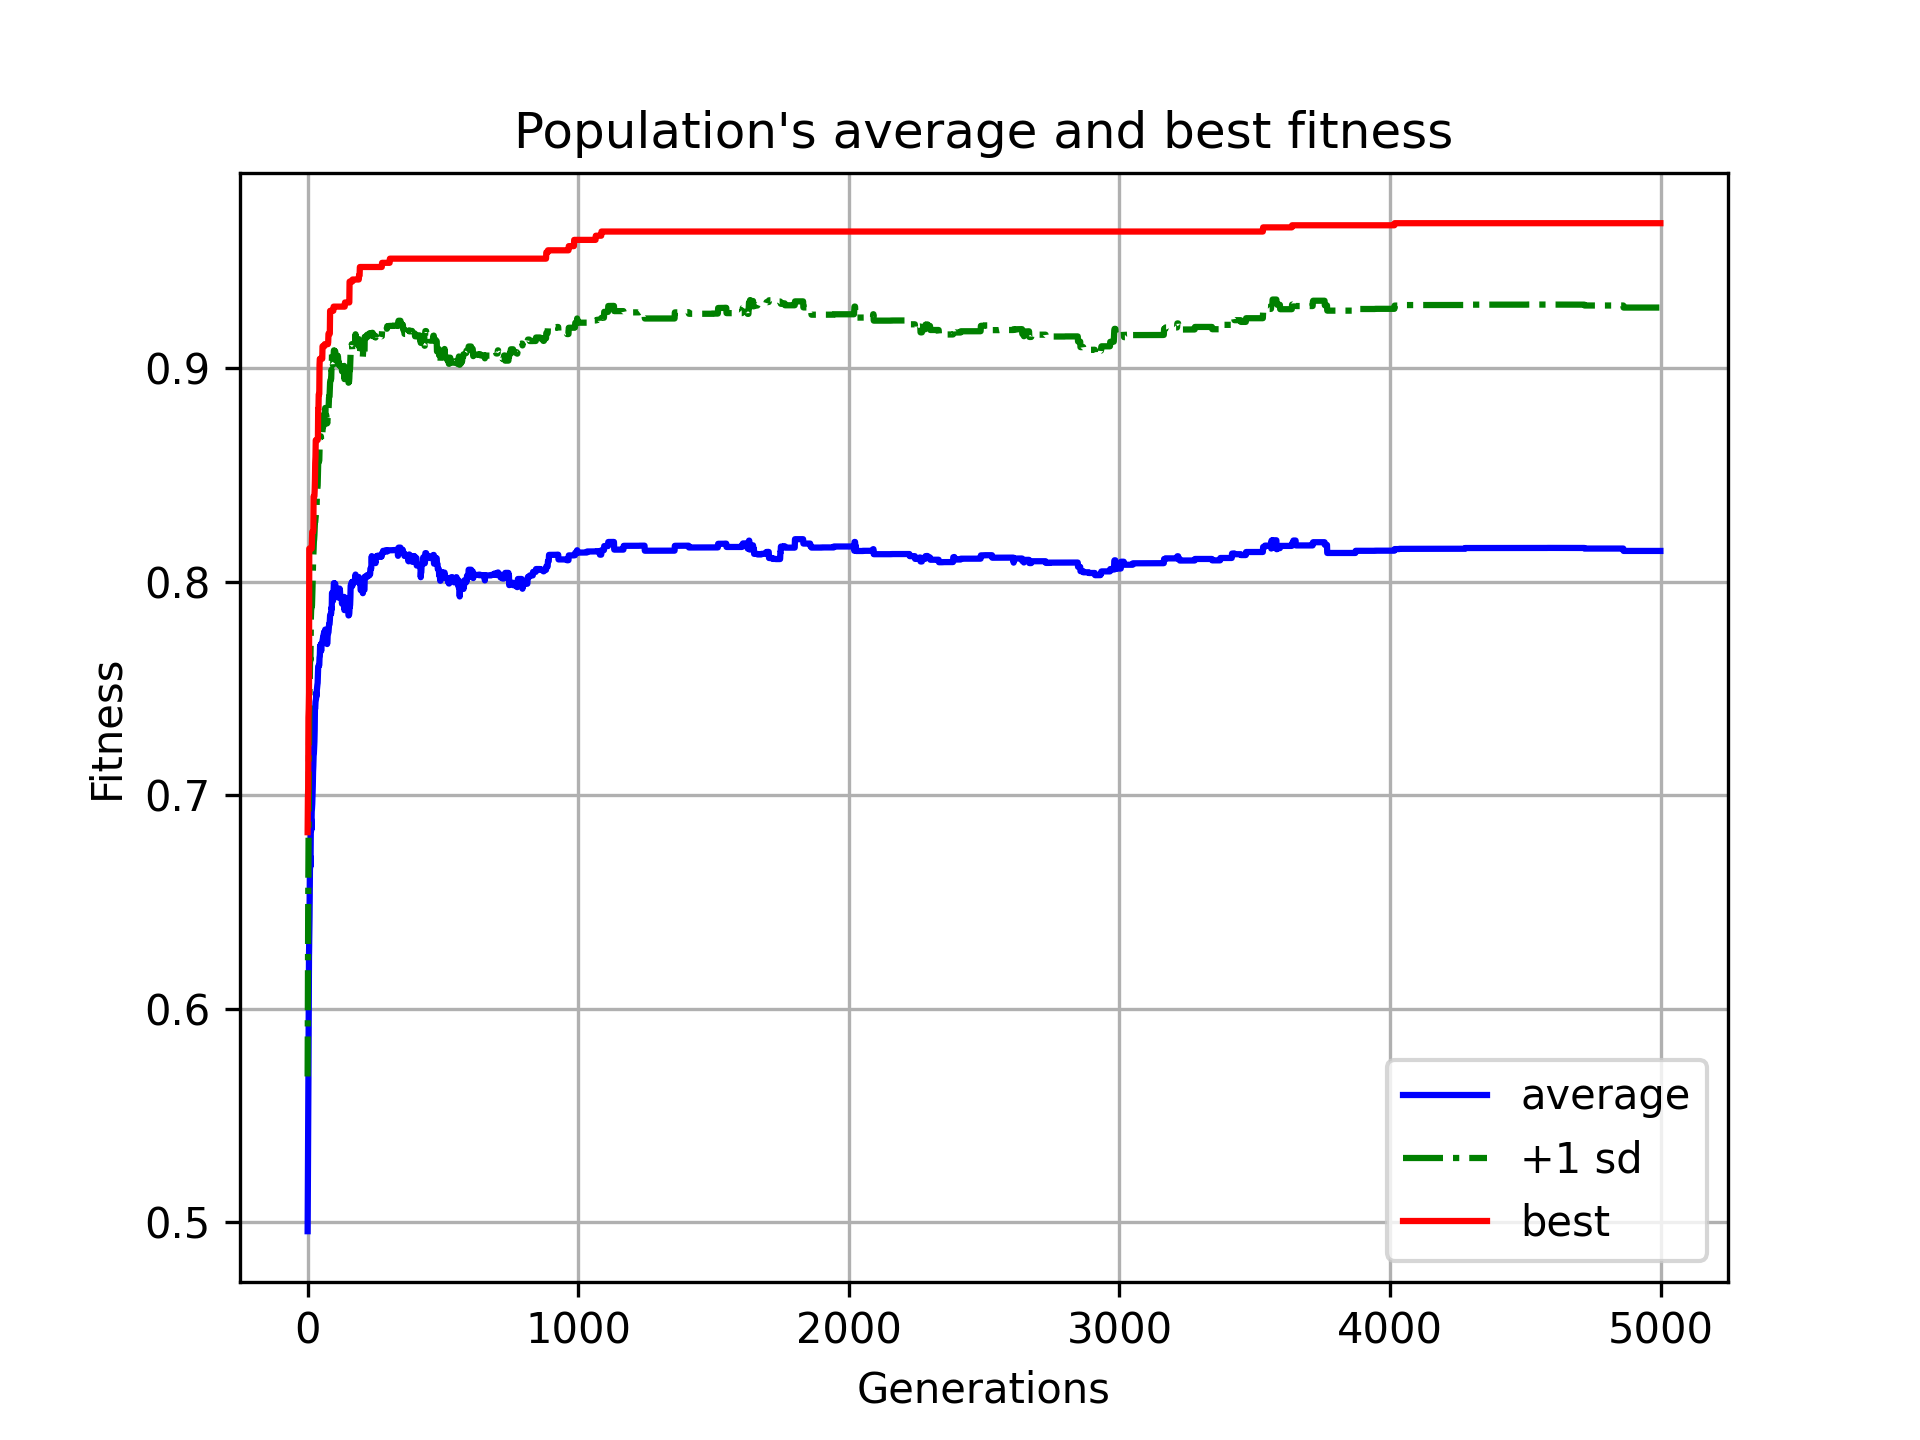 Population's average and best fitness
Fitness
0.9
0.8
0.7
0.6
0.5
average
+1 sd
best
0 1000 2000 3000 4000 5000
Generations